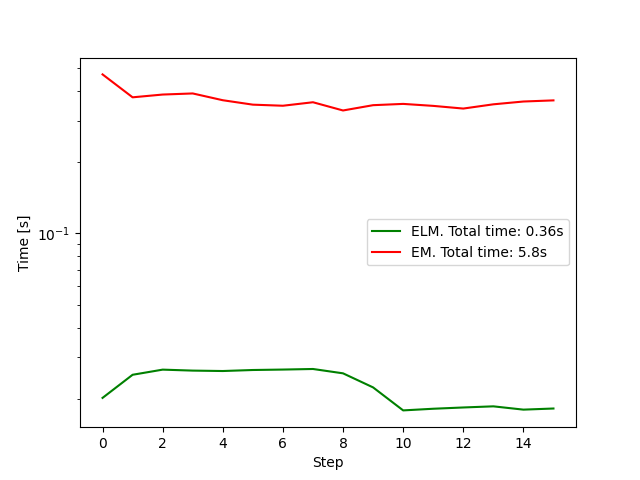 Time [s]
10⁻¹
ELM. Total time: 0.36s
EM. Total time: 5.8s
0 2 4 6 8 10 12 14
Step